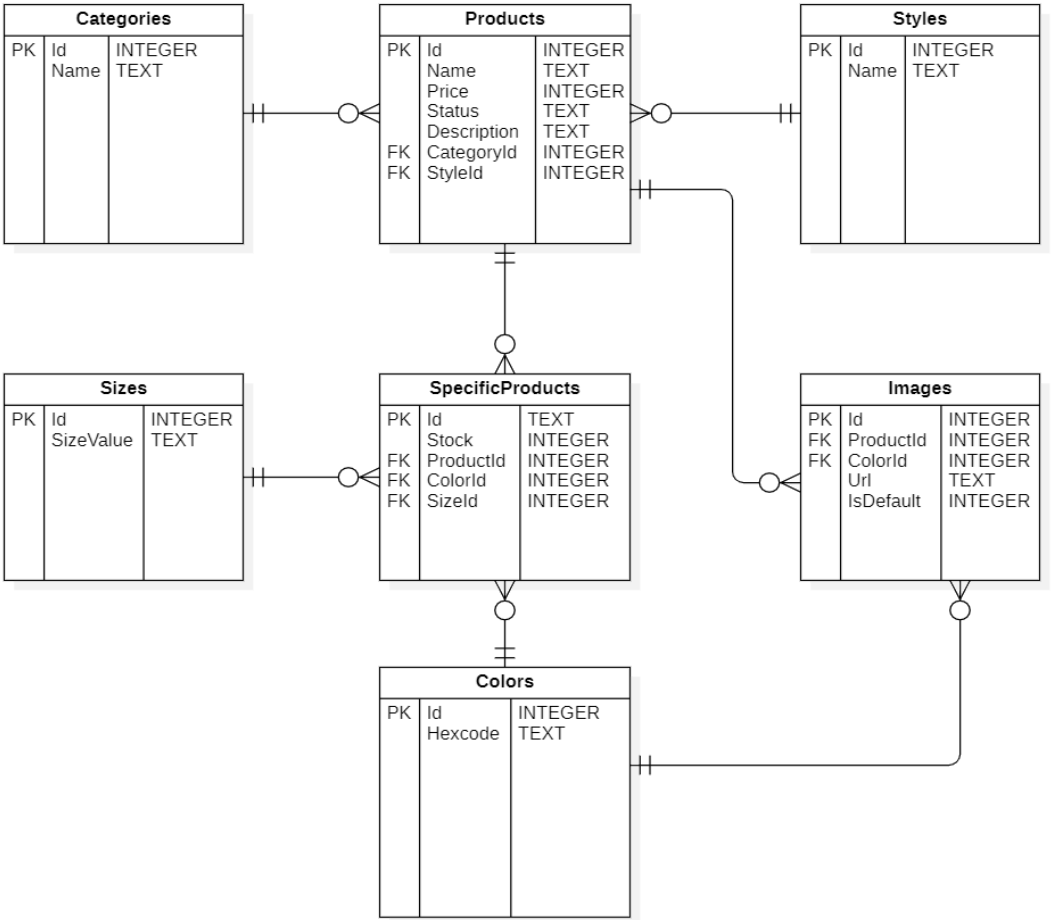 Categories
PK Id INTEGER
Name TEXT
Products
PK Id INTEGER
Name TEXT
Price INTEGER
Status TEXT
Description TEXT
FK CategoryId INTEGER
FK StyleId INTEGER
Styles
PK Id INTEGER
Name TEXT
Sizes
PK Id INTEGER
SizeValue TEXT
SpecificProducts
PK Id TEXT
Stock INTEGER
FK ProductId INTEGER
FK ColorId INTEGER
FK SizeId INTEGER
Images
PK Id INTEGER
FK ProductId INTEGER
FK ColorId INTEGER
Url TEXT
IsDefault INTEGER
Colors
PK Id INTEGER
Hexcode TEXT